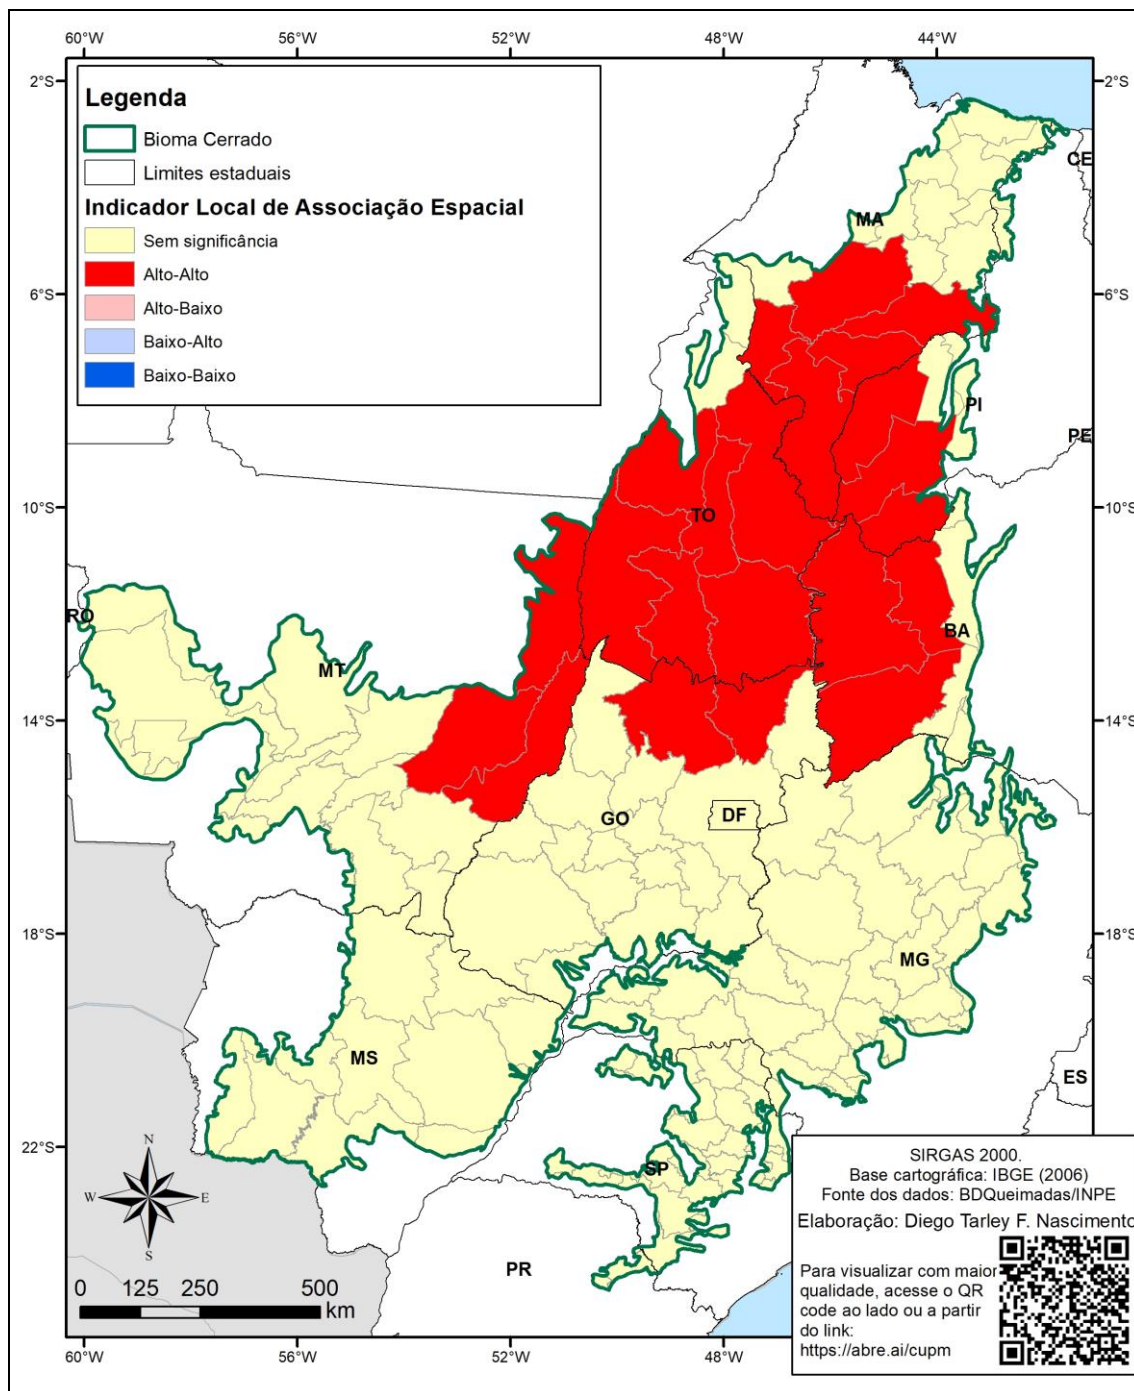 60°W 56°W 52°W 48°W 44°W
2°S 2°S
Legenda
Bioma Cerrado
Limites estaduais
Indicador Local de Associação Espacial
Sem significância
Alto-Alto
Alto-Baixo
Baixo-Alto
Baixo-Baixo
CE
MA
6°S 6°S
PI
PE
10°S 10°S
TO
RO
BA
MT
14°S 14°S
GO
DF
18°S 18°S
MG
MS
ES
22°S
SP
PR
N
W E
S
0 125 250 500
km
SIRGAS 2000.
Base cartográfica: IBGE (2006)
Fonte dos dados: BDQueimadas/INPE
Elaboração: Diego Tarley F. Nascimento
Para visualizar com maior
qualidade, acesse o QR
code ao lado ou a partir
do link:
https://abre.ai/cupm
60°W 56°W 52°W 48°W